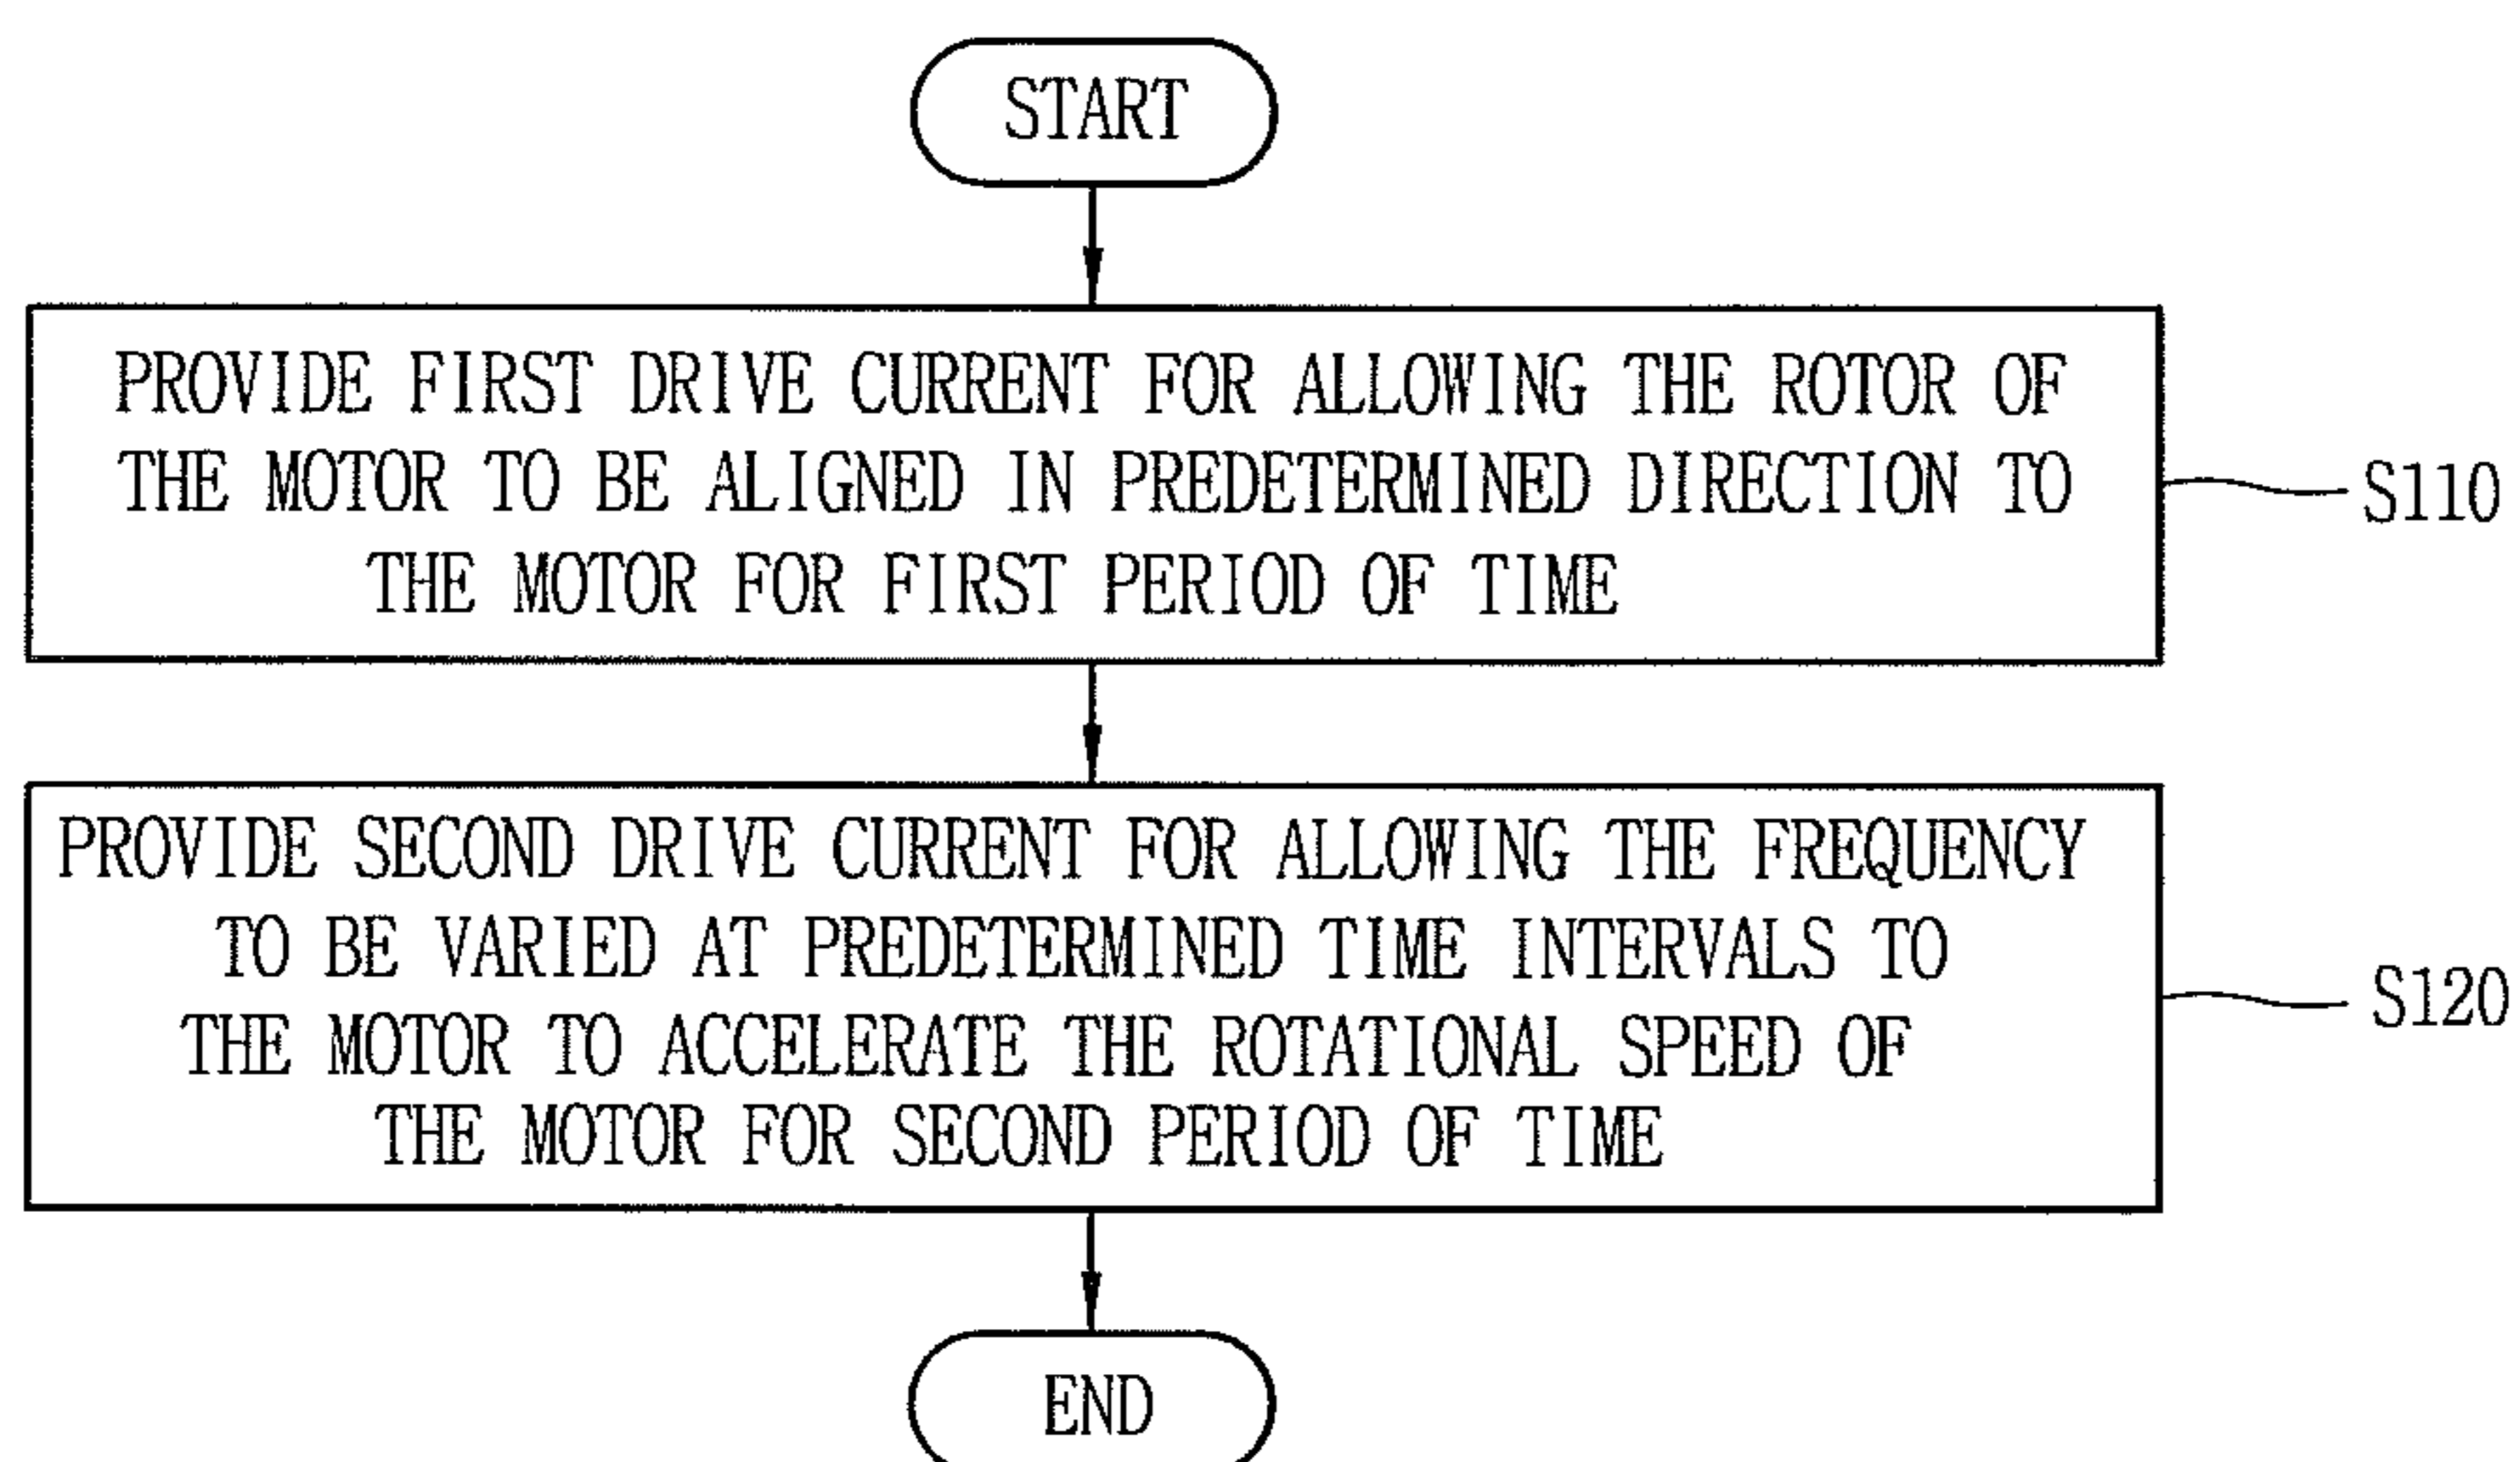 START
PROVIDE FIRST DRIVE CURRENT FOR ALLOWING THE ROTOR OF
THE MOTOR TO BE ALIGNED IN PREDETERMINED DIRECTION TO
THE MOTOR FOR FIRST PERIOD OF TIME
S110
PROVIDE SECOND DRIVE CURRENT FOR ALLOWING THE FREQUENCY
TO BE VARIED AT PREDETERMINED TIME INTERVALS TO
THE MOTOR TO ACCELERATE THE ROTATIONAL SPEED OF
THE MOTOR FOR SECOND PERIOD OF TIME
S120
END